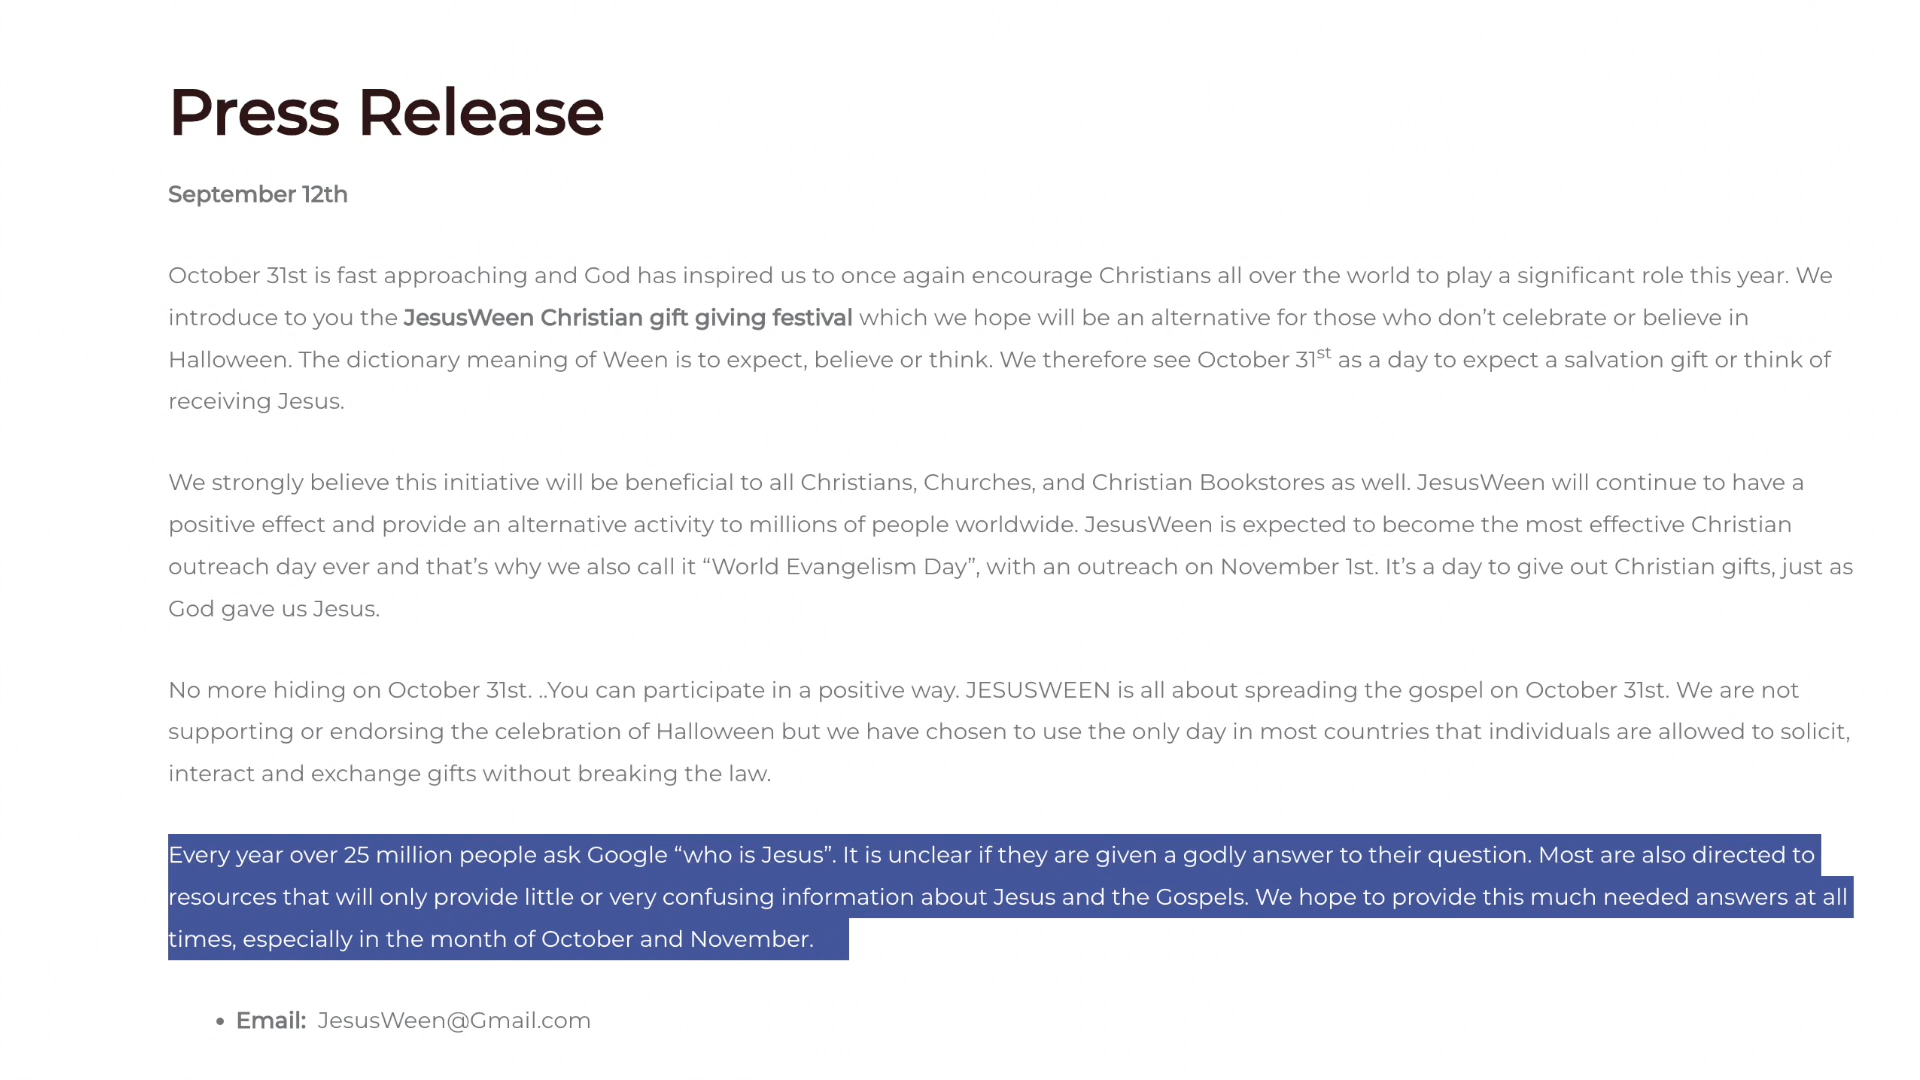 Press Release
September 12th
October 31st is fast approaching and God has inspired us to once again encourage Christians all over the world to play a significant role this year. We
introduce to you the JesusWeen Christian gift giving festival which we hope will be an alternative for those who don’t celebrate or believe in
Halloween. The dictionary meaning of Ween is to expect, believe or think. We therefore see October 31st as a day to expect a salvation gift or think of
receiving Jesus.
We strongly believe this initiative will be beneficial to all Christians, Churches, and Christian Bookstores as well. JesusWeen will continue to have a
positive effect and provide an alternative activity to millions of people worldwide. JesusWeen is expected to become the most effective Christian
outreach day ever and that’s why we also call it “World Evangelism Day”, with an outreach on November 1st. It’s a day to give out Christian gifts, just as
God gave us Jesus.
No more hiding on October 31st. ..You can participate in a positive way. JESUSWEEN is all about spreading the gospel on October 31st. We are not
supporting or endorsing the celebration of Halloween but we have chosen to use the only day in most countries that individuals are allowed to solicit,
interact and exchange gifts without breaking the law.
Every year over 25 million people ask Google “who is Jesus”. It is unclear if they are given a godly answer to their question. Most are also directed to
resources that will only provide little or very confusing information about Jesus and the Gospels. We hope to provide this much needed answers at all
times, especially in the month of October and November.
• Email: JesusWeen@Gmail.com